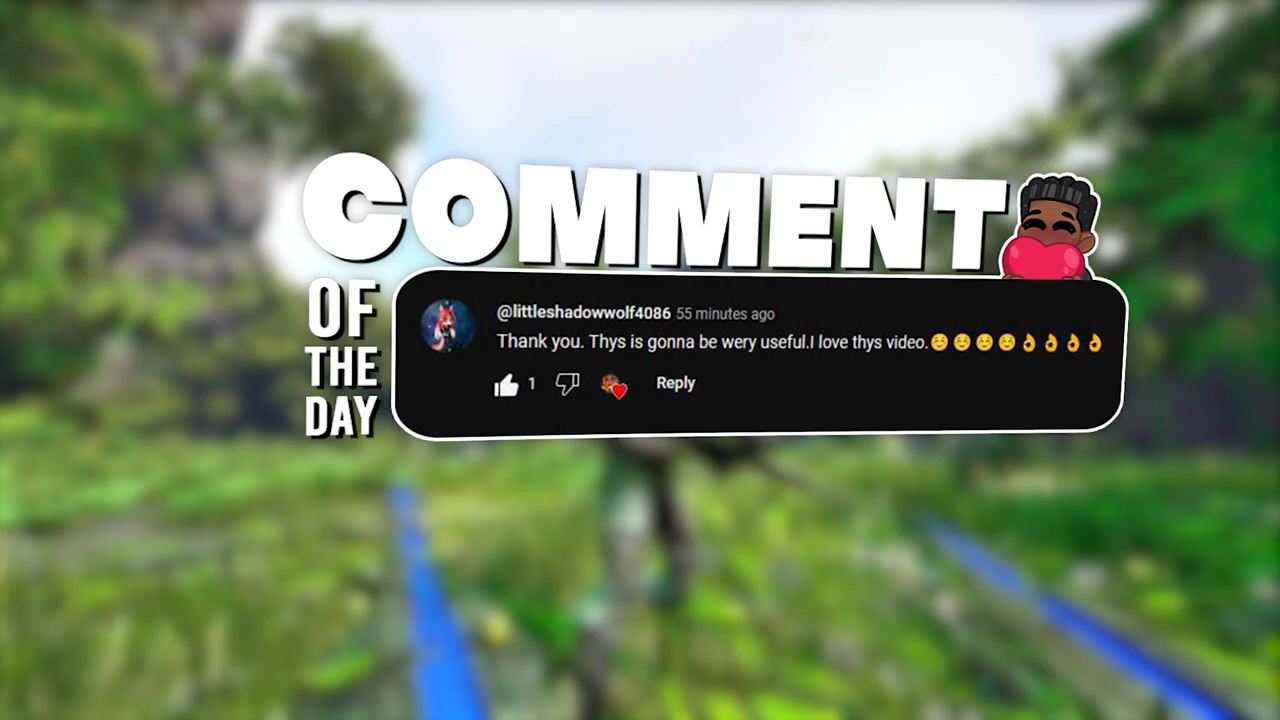 COMMENT
OF
THE
DAY
@littleshadowwolf4086 55 minutes ago
Thank you. Thys is gonna be wery useful.I love thys video.☺️☺️☺️☺️👌👌👌👌
1 Reply